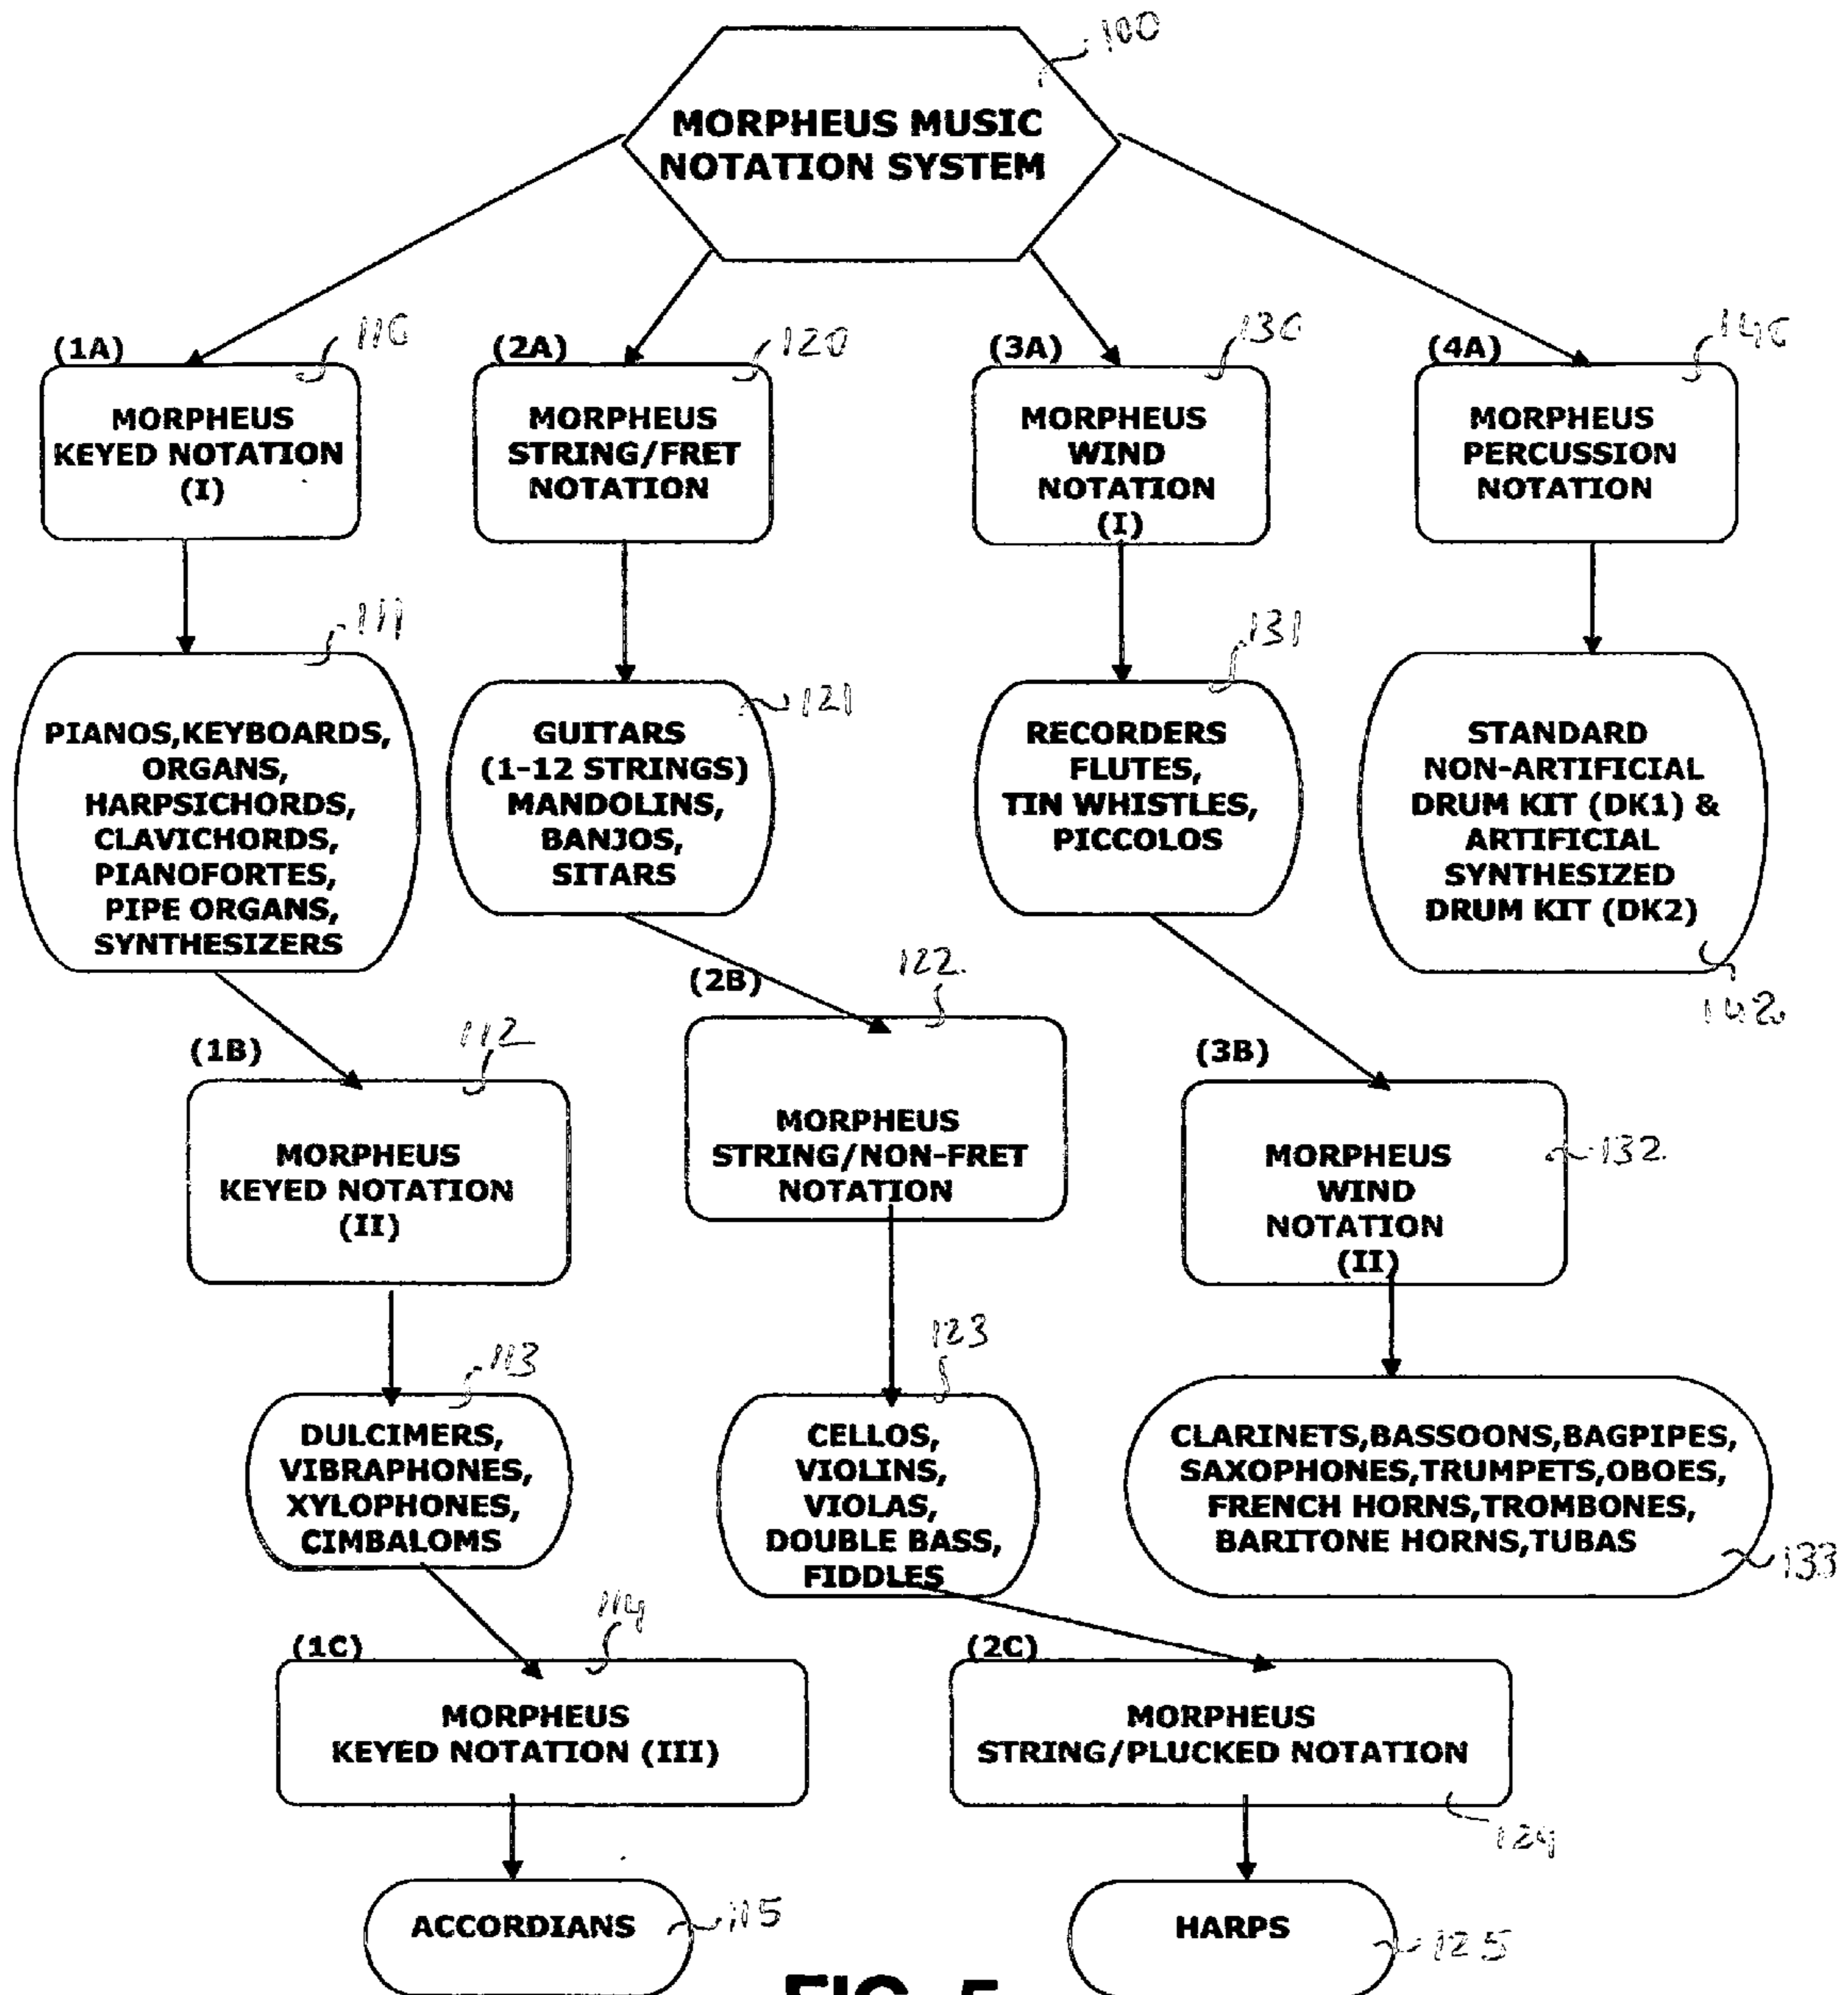 100
MORPHEUS MUSIC
NOTATION SYSTEM
(1A)
110
MORPHEUS
KEYED NOTATION
(I)
(2A)
120
MORPHEUS
STRING/FRET
NOTATION
(3A)
130
MORPHEUS
WIND
NOTATION
(I)
(4A)
140
MORPHEUS
PERCUSSION
NOTATION
111
PIANOS,KEYBOARDS,
ORGANS,
HARPSICHORDS,
CLAVICHORDS,
PIANOFORTES,
PIPE ORGANS,
SYNTHESIZERS
121
GUITARS
(1-12 STRINGS)
MANDOLINS,
BANJOS,
SITARS
131
RECORDERS
FLUTES,
TIN WHISTLES,
PICCOLOS
STANDARD
NON-ARTIFICIAL
DRUM KIT (DK1) &
ARTIFICIAL
SYNTHESIZED
DRUM KIT (DK2)
142
(1B)
112
MORPHEUS
KEYED NOTATION
(II)
(2B)
122
MORPHEUS
STRING/NON-FRET
NOTATION
(3B)
132
MORPHEUS
WIND
NOTATION
(II)
113
DULCIMERS,
VIBRAPHONES,
XYLOPHONES,
CIMBALOMS
123
CELLOS,
VIOLINS,
VIOLAS,
DOUBLE BASS,
FIDDLES
CLARINETS,BASSOONS,BAGPIPES,
SAXOPHONES,TRUMPETS,OBOES,
FRENCH HORNS,TROMBONES,
BARITONE HORNS,TUBAS
133
(1C)
114
MORPHEUS
KEYED NOTATION (III)
(2C)
MORPHEUS
STRING/PLUCKED NOTATION
124
ACCORDIANS
115
HARPS
125
FIG. 5